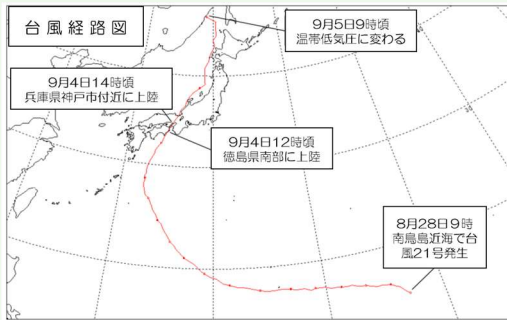 台風経路図
9月5日9時頃
温帯低気圧に変わる
9月4日14時頃
兵庫県神戸市付近に上陸
9月4日12時頃
徳島県南部に上陸
8月28日9時
南鳥島近海で台
風21号発生